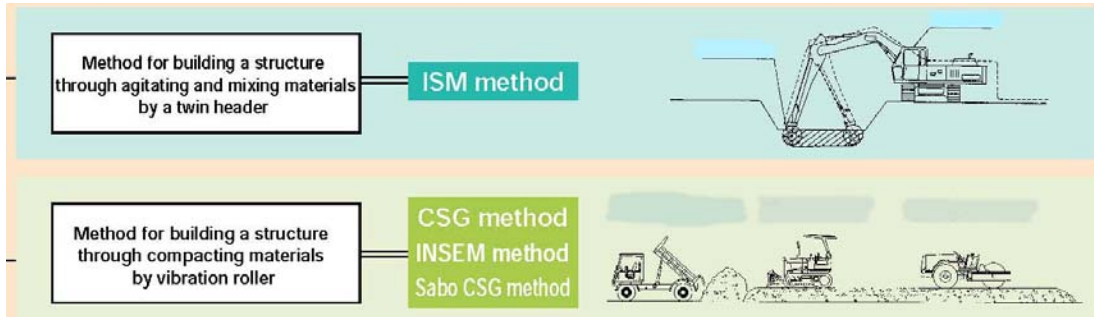 Method for building a structure
through agitating and mixing materials
by a twin header
ISM method
Method for building a structure
through compacting materials
by vibration roller
CSG method
INSEM method
Sabo CSG method